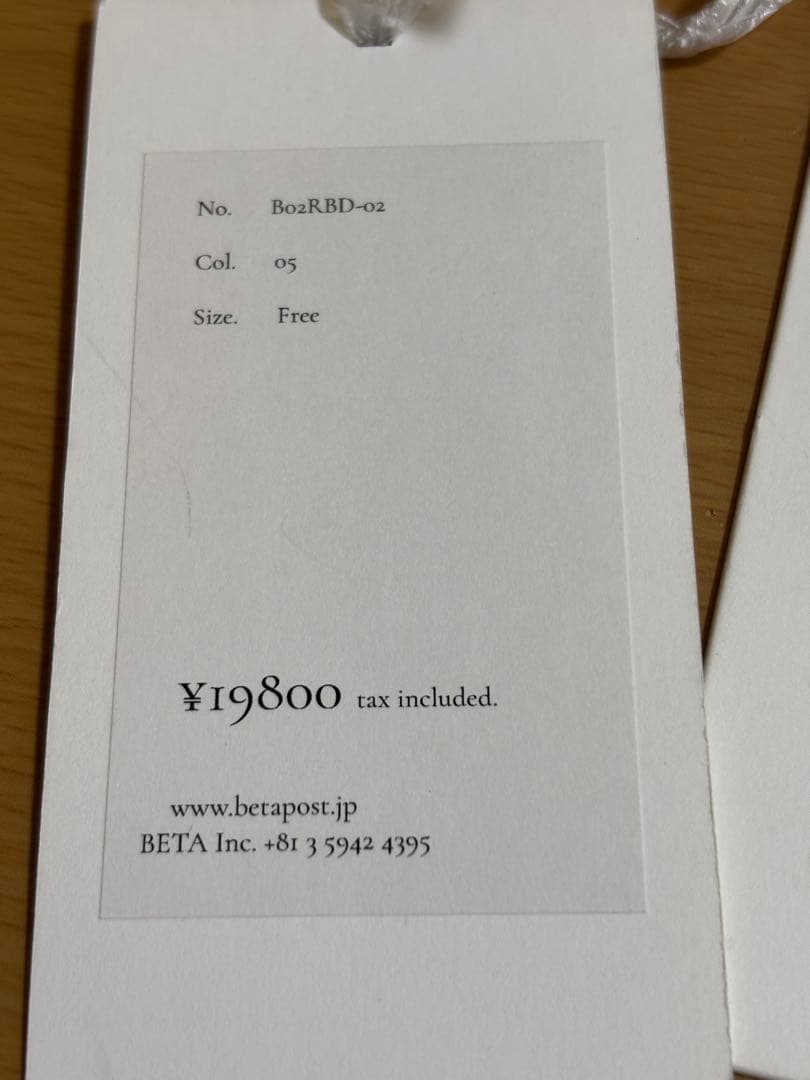 No. B02RBD-02
Col. 05
Size. Free
¥19800 tax included.
www.betapost.jp
BETA Inc. +81 3 5942 4395